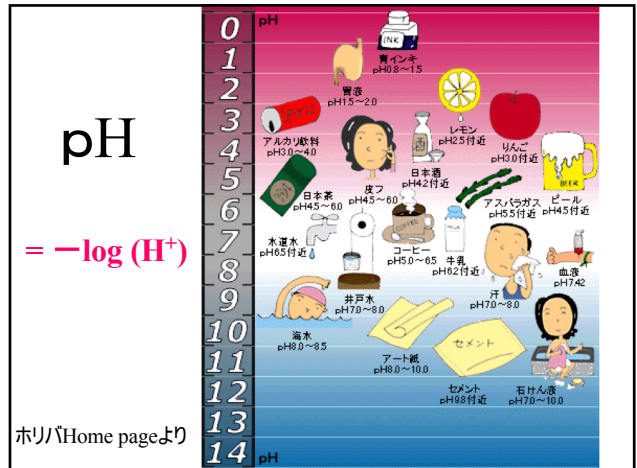 pH
= ーlog (H+)
ホリバHome pageより
0
1
2
3
4
5
6
7
8
9
10
11
12
13
14
pH
INK
青インキ
pH0.8～1.5
胃液
pH1.5～2.0
レモン
pH2.5付近
りんご
pH3.0付近
アルカリ飲料
pH3.0～4.0
酒
日本酒
pH4.2付近
BEER
ビール
pH4.5付近
茶
日本茶
pH4.5～6.0
皮フ
pH4.5～6.0
アスパラガス
pH5.5付近
水道水
pH6.5付近
COFFEE
コーヒー
pH5.0～6.5
MILK
牛乳
pH6.2付近
血液
pH7.42
井戸水
pH7.0～8.0
汗
pH7.0～8.0
海水
pH8.0～8.5
アート紙
pH8.0～10.0
セメント
セメント
pH9.8付近
石けん液
pH7.0～10.0
pH